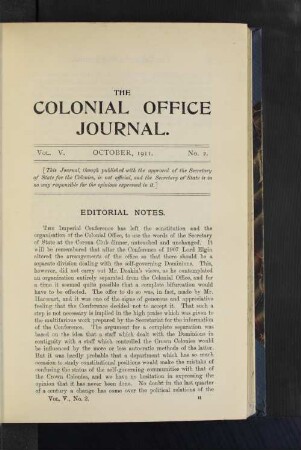 THE
COLONIAL OFFICE
JOURNAL.
VOL. V. OCTOBER, 1911. No. 2.
[This Journal, though published with the approval of the Secretary
of State for the Colonies, is not official, and the Secretary of State is in
no way responsible for the opinions expressed in it.]
EDITORIAL NOTES.
THE Imperial Conference has left the constitution and the
organization of the Colonial Office, to use the words of the Secretary
of State at the Corona Club dinner, untouched and unchanged. It
will be remembered that after the Conference of 1907 Lord Elgin
altered the arrangements of the office so that there should be a
separate division dealing with the self-governing Dominions. This,
however, did not carry out Mr. Deakin's views, as he contemplated
an organization entirely separated from the Colonial Office, and for
a time it seemed quite possible that a complete bifurcation would
have to be effected. The offer to do so was, in fact, made by Mr.
Harcourt, and it was one of the signs of generous and appreciative
feeling that the Conference decided not to accept it. That such a
step is not necessary is implied in the high praise which was given to
the multifarious work prepared by the Secretariat for the information
of the Conference. The argument for a complete separation was
based on the idea that a staff which dealt with the Dominions in
contiguity with a staff which controlled the Crown Colonies would
be influenced by the more or less autocratic methods of the latter.
But it was hardly probable that a department which has so much
occasion to study constitutional positions would make the mistake of
confusing the status of the self-governing communities with that of
the Crown Colonies, and we have no hesitation in expressing the
opinion that it has never been done. No doubt in the last quarter
of a century a change has come over the political relations of the
VOL. V., No. 2.